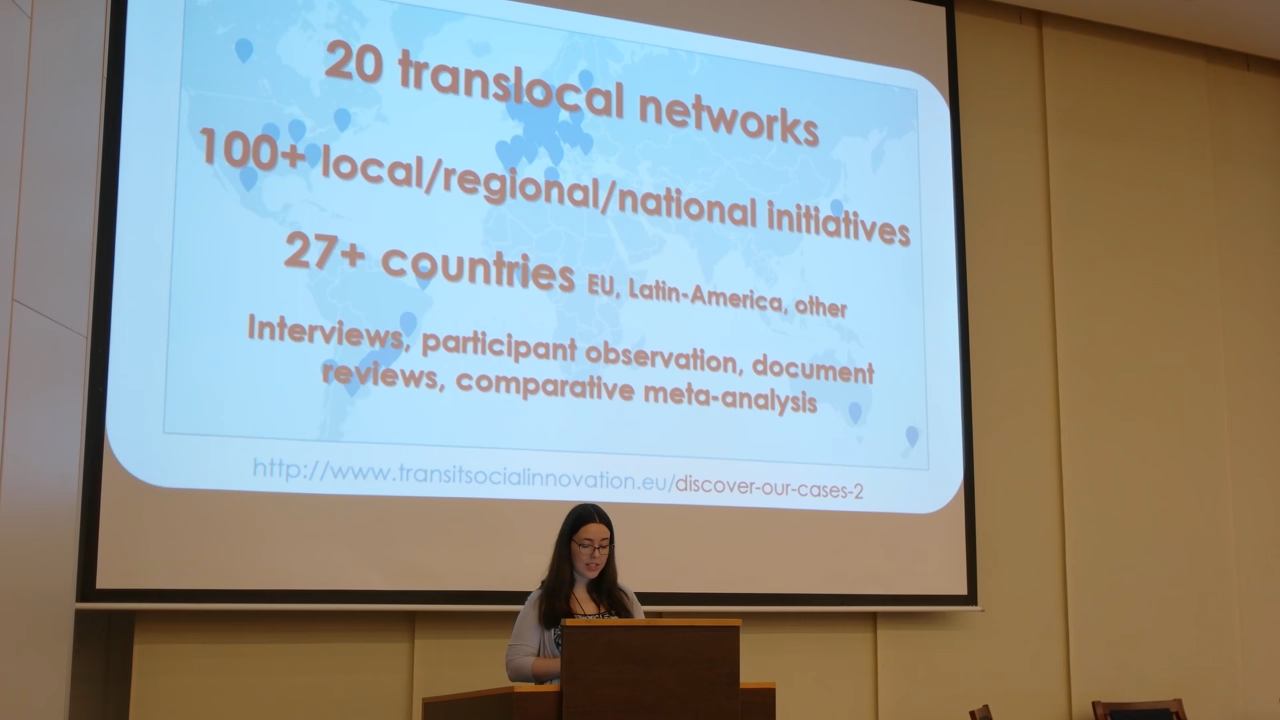 20 translocal networks
100+ local/regional/national initiatives
27+ countries EU, Latin-America, other
Interviews, participant observation, document
reviews, comparative meta-analysis
http://www.transitsocialinnovation.eu/discover-our-cases-2